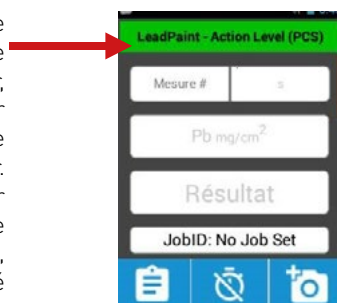 LeadPaint - Action Level (PCS)
Mesure #
s
Pb mg/cm²
Résultat
JobID: No Job Set